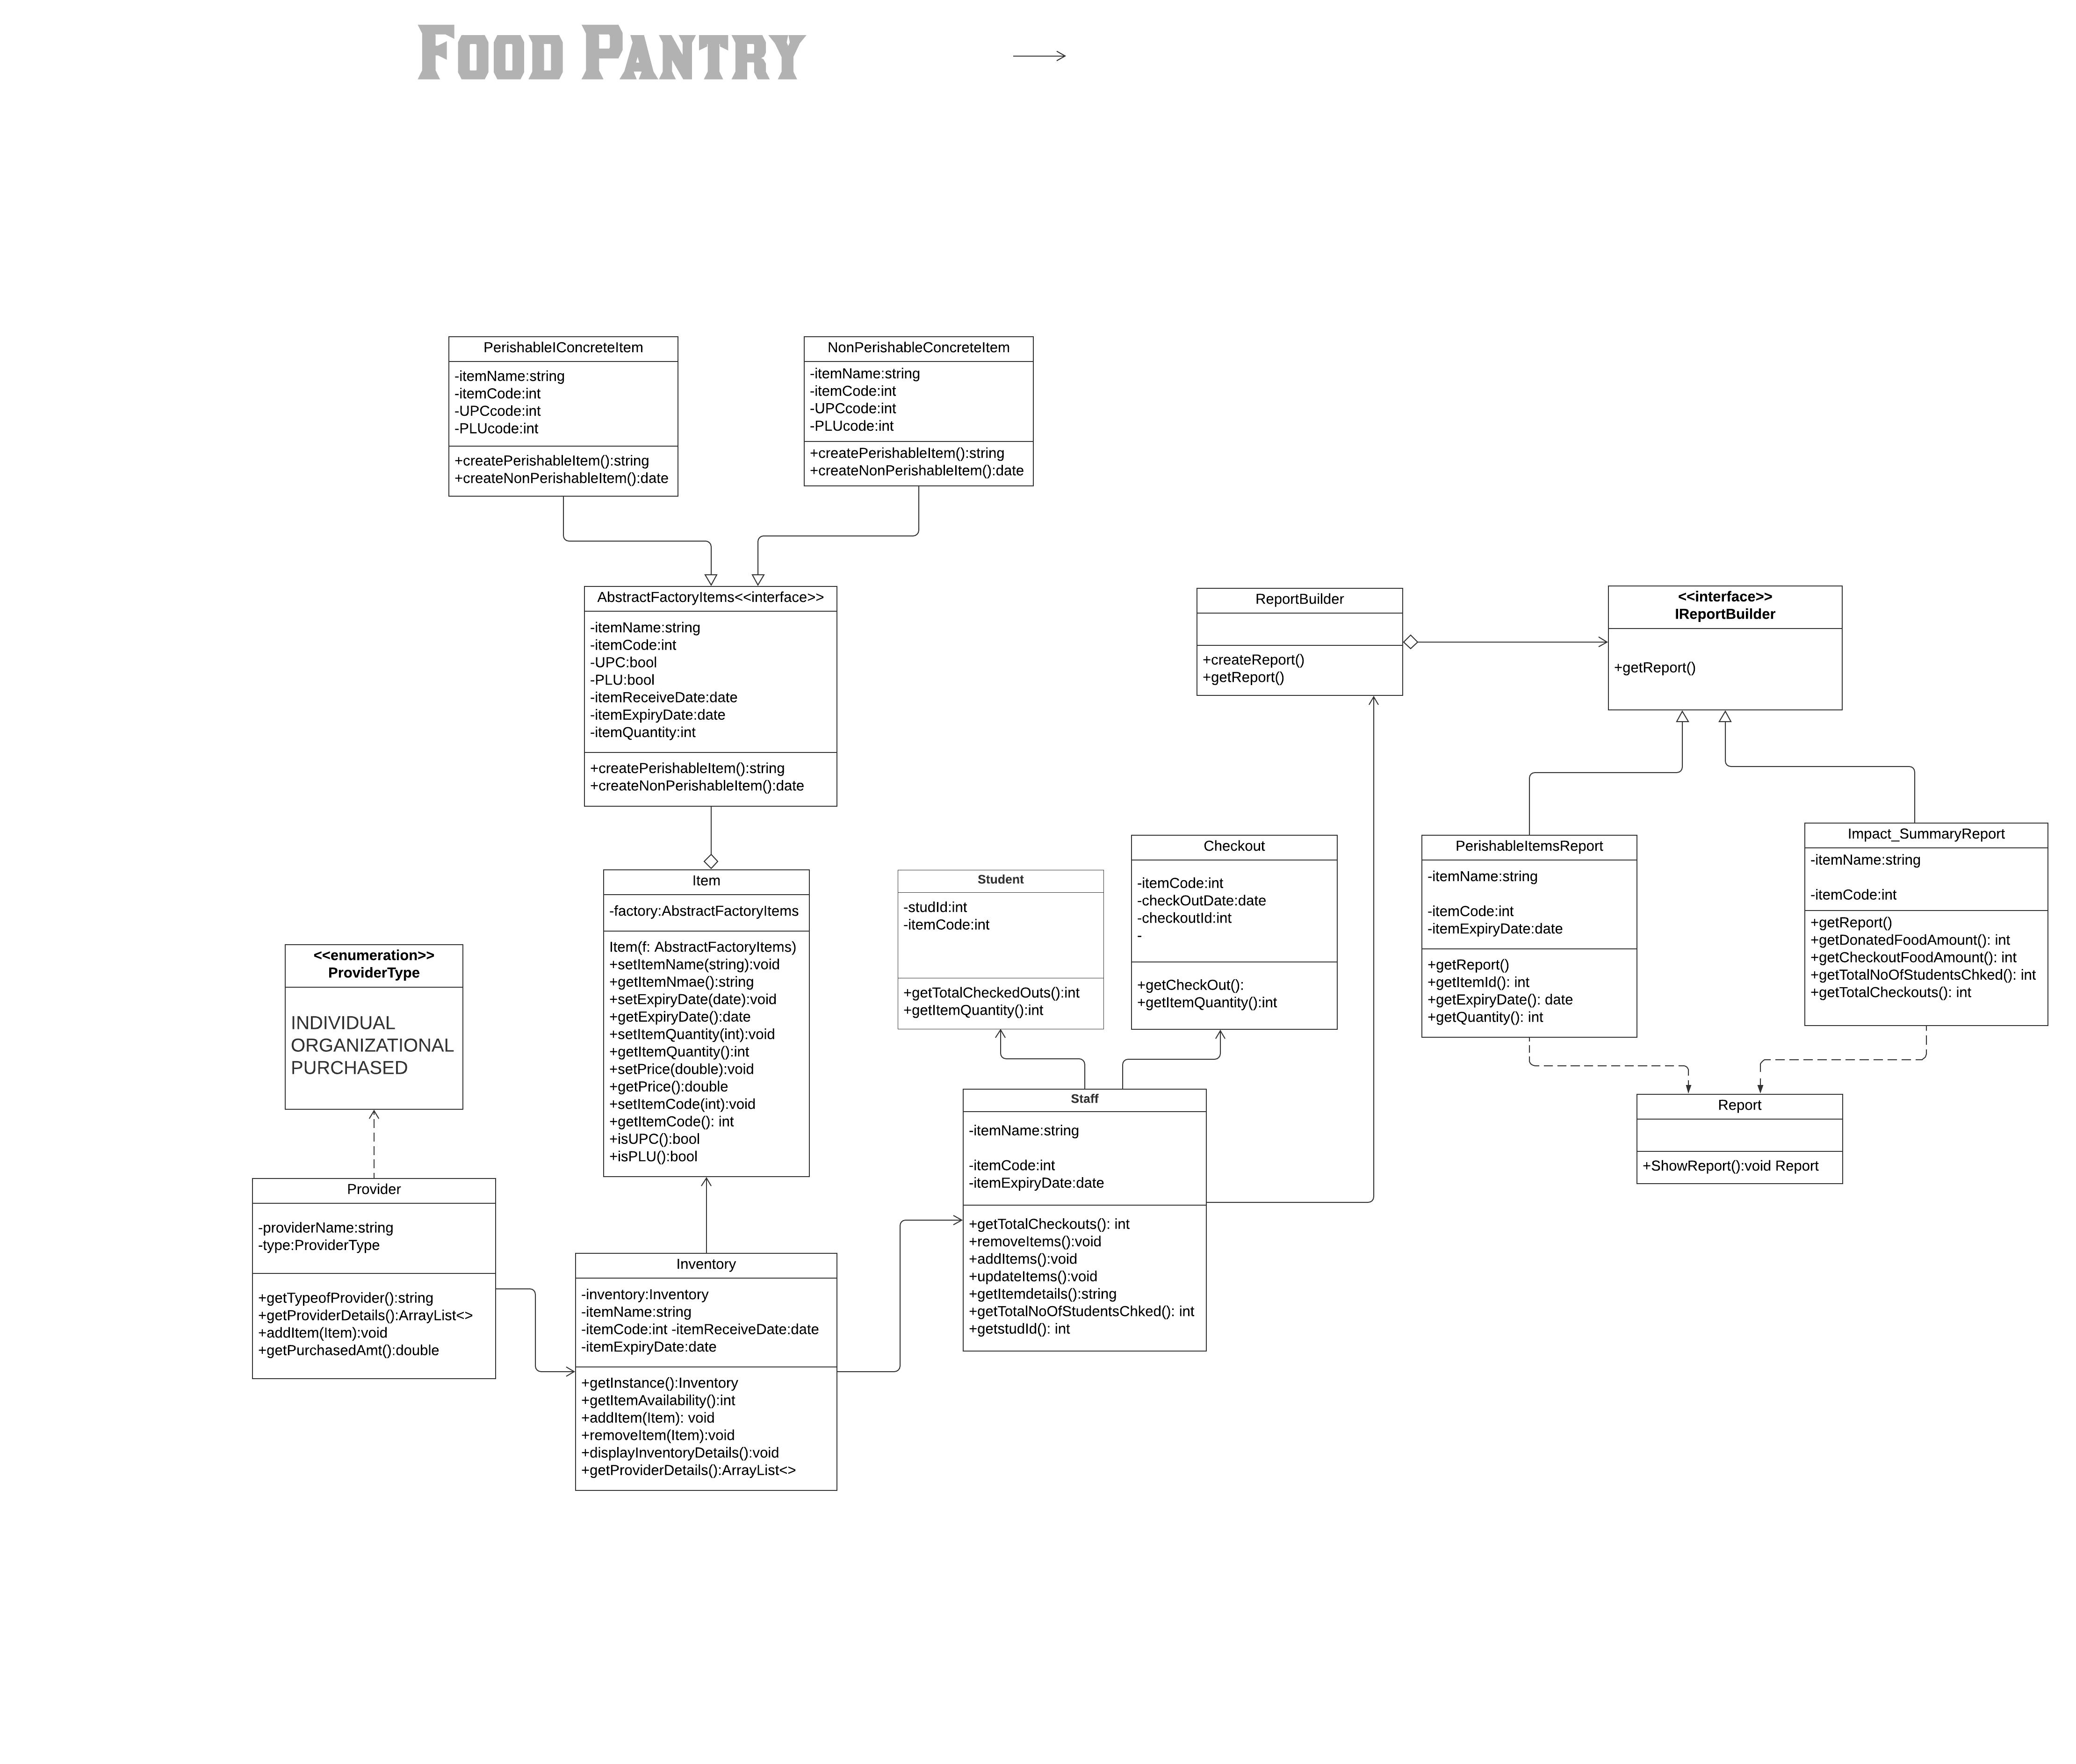 FOOD PANTRY
PerishableIConcreteItem
-itemName:string
-itemCode:int
-UPCcode:int
-PLUcode:int
+createPerishableItem():string
+createNonPerishableItem():date
NonPerishableConcreteItem
-itemName:string
-itemCode:int
-UPCcode:int
-PLUcode:int
+createPerishableItem():string
+createNonPerishableItem():date
AbstractFactoryItems<<interface>>
-itemName:string
-itemCode:int
-UPC:bool
-PLU:bool
-itemReceiveDate:date
-itemExpiryDate:date
-itemQuantity:int
+createPerishableItem():string
+createNonPerishableItem():date
ReportBuilder
+createReport()
+getReport()
<<interface>>
IReportBuilder
+getReport()
Item
-factory:AbstractFactoryItems
Item(f: AbstractFactoryItems)
+setItemName(string):void
+getItemNmae():string
+setExpiryDate(date):void
+getExpiryDate():date
+setItemQuantity(int):void
+getItemQuantity():int
+setPrice(double):void
+getPrice():double
+setItemCode(int):void
+getItemCode(): int
+isUPC():bool
+isPLU():bool
Student
-studId:int
-itemCode:int
+getTotalCheckedOuts():int
+getItemQuantity():int
Checkout
-itemCode:int
-checkOutDate:date
-checkoutId:int
-
+getCheckOut():
+getItemQuantity():int
PerishableItemsReport
-itemName:string
-itemCode:int
-itemExpiryDate:date
+getReport()
+getItemId(): int
+getExpiryDate(): date
+getQuantity(): int
Impact_SummaryReport
-itemName:string
-itemCode:int
+getReport()
+getDonatedFoodAmount(): int
+getCheckoutFoodAmount(): int
+getTotalNoOfStudentsChked(): int
+getTotalCheckouts(): int
<<enumeration>>
ProviderType
INDIVIDUAL
ORGANIZATIONAL
PURCHASED
Provider
-providerName:string
-type:ProviderType
+getTypeofProvider():string
+getProviderDetails():ArrayList<>
+addItem(Item):void
+getPurchasedAmt():double
Inventory
-inventory:Inventory
-itemName:string
-itemCode:int -itemReceiveDate:date
-itemExpiryDate:date
+getInstance():Inventory
+getItemAvailability():int
+addItem(Item): void
+removeItem(Item):void
+displayInventoryDetails():void
+getProviderDetails():ArrayList<>
Staff
-itemName:string
-itemCode:int
-itemExpiryDate:date
+getTotalCheckouts(): int
+removeItems():void
+addItems():void
+updateItems():void
+getItemdetails():string
+getTotalNoOfStudentsChked(): int
+getstudId(): int
Report
+ShowReport():void Report